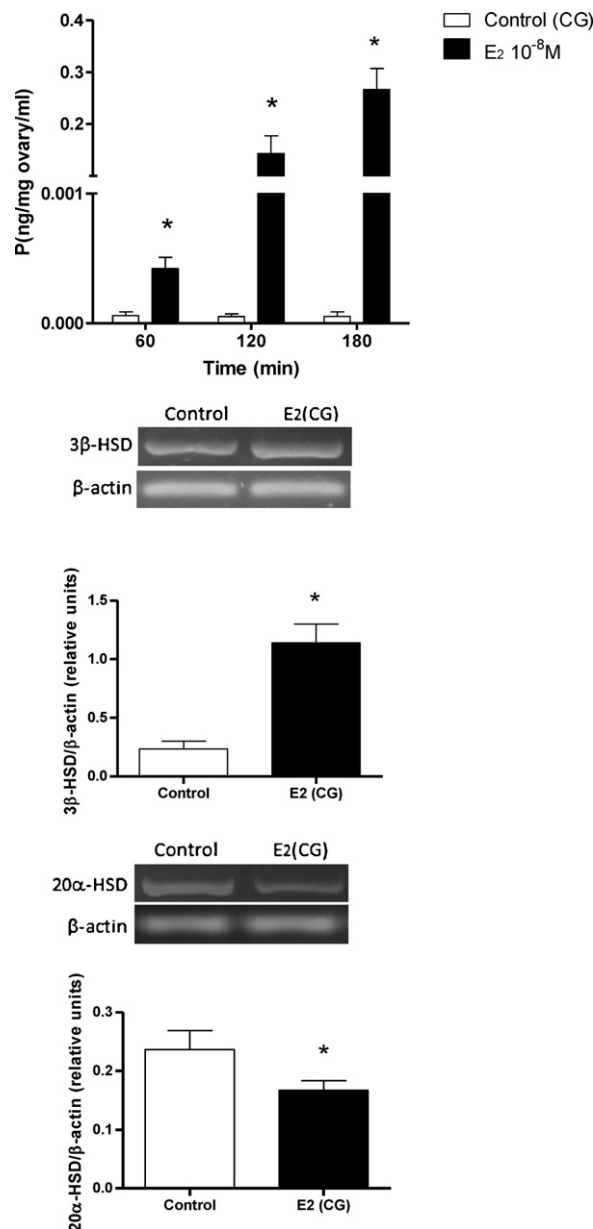 Control (CG)
E₂ 10⁻⁸M
P(ng/mg ovary/ml)
0.4
0.3
0.2
0.001
0.000
* * *
60 120 180
Time (min)
Control E2(CG)
3β-HSD
β-actin
3β-HSD/β-actin (relative units)
1.5
1.0
0.5
0.0
*
Control E2 (CG)
Control E2(CG)
20α-HSD
β-actin
20α-HSD/β-actin (relative units)
0.3
0.2
0.1
0.0
*
Control E2 (CG)